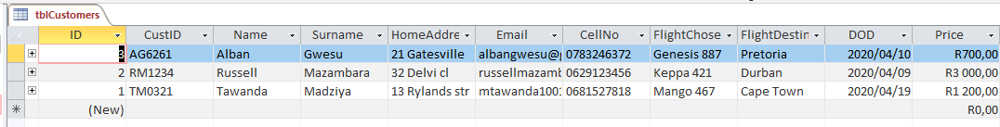 tblCustomers
ID CustID Name Surname HomeAddre Email CellNo FlightChose FlightDestin DOD Price
3 AG6261 Alban Gwesu 21 Gatesville albangwesu@g 0783246372 Genesis 887 Pretoria 2020/04/10 R700,00
2 RM1234 Russell Mazambara 32 Delvi cl russellmazamb 0629123456 Keppa 421 Durban 2020/04/09 R3 000,00
1 TM0321 Tawanda Madziya 13 Rylands str mtawanda1001 0681527818 Mango 467 Cape Town 2020/04/19 R1 200,00
(New) R0,00